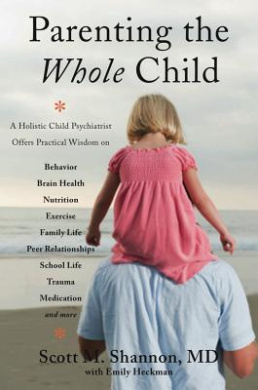 Parenting the
Whole Child
*
A Holistic Child Psychiatrist
Offers Practical Wisdom on
Behavior
Brain Health
Nutrition
Exercise
Family Life
Peer Relationships
School Life
Trauma
Medication
and more
*
Scott M. Shannon, MD
with Emily Heckman